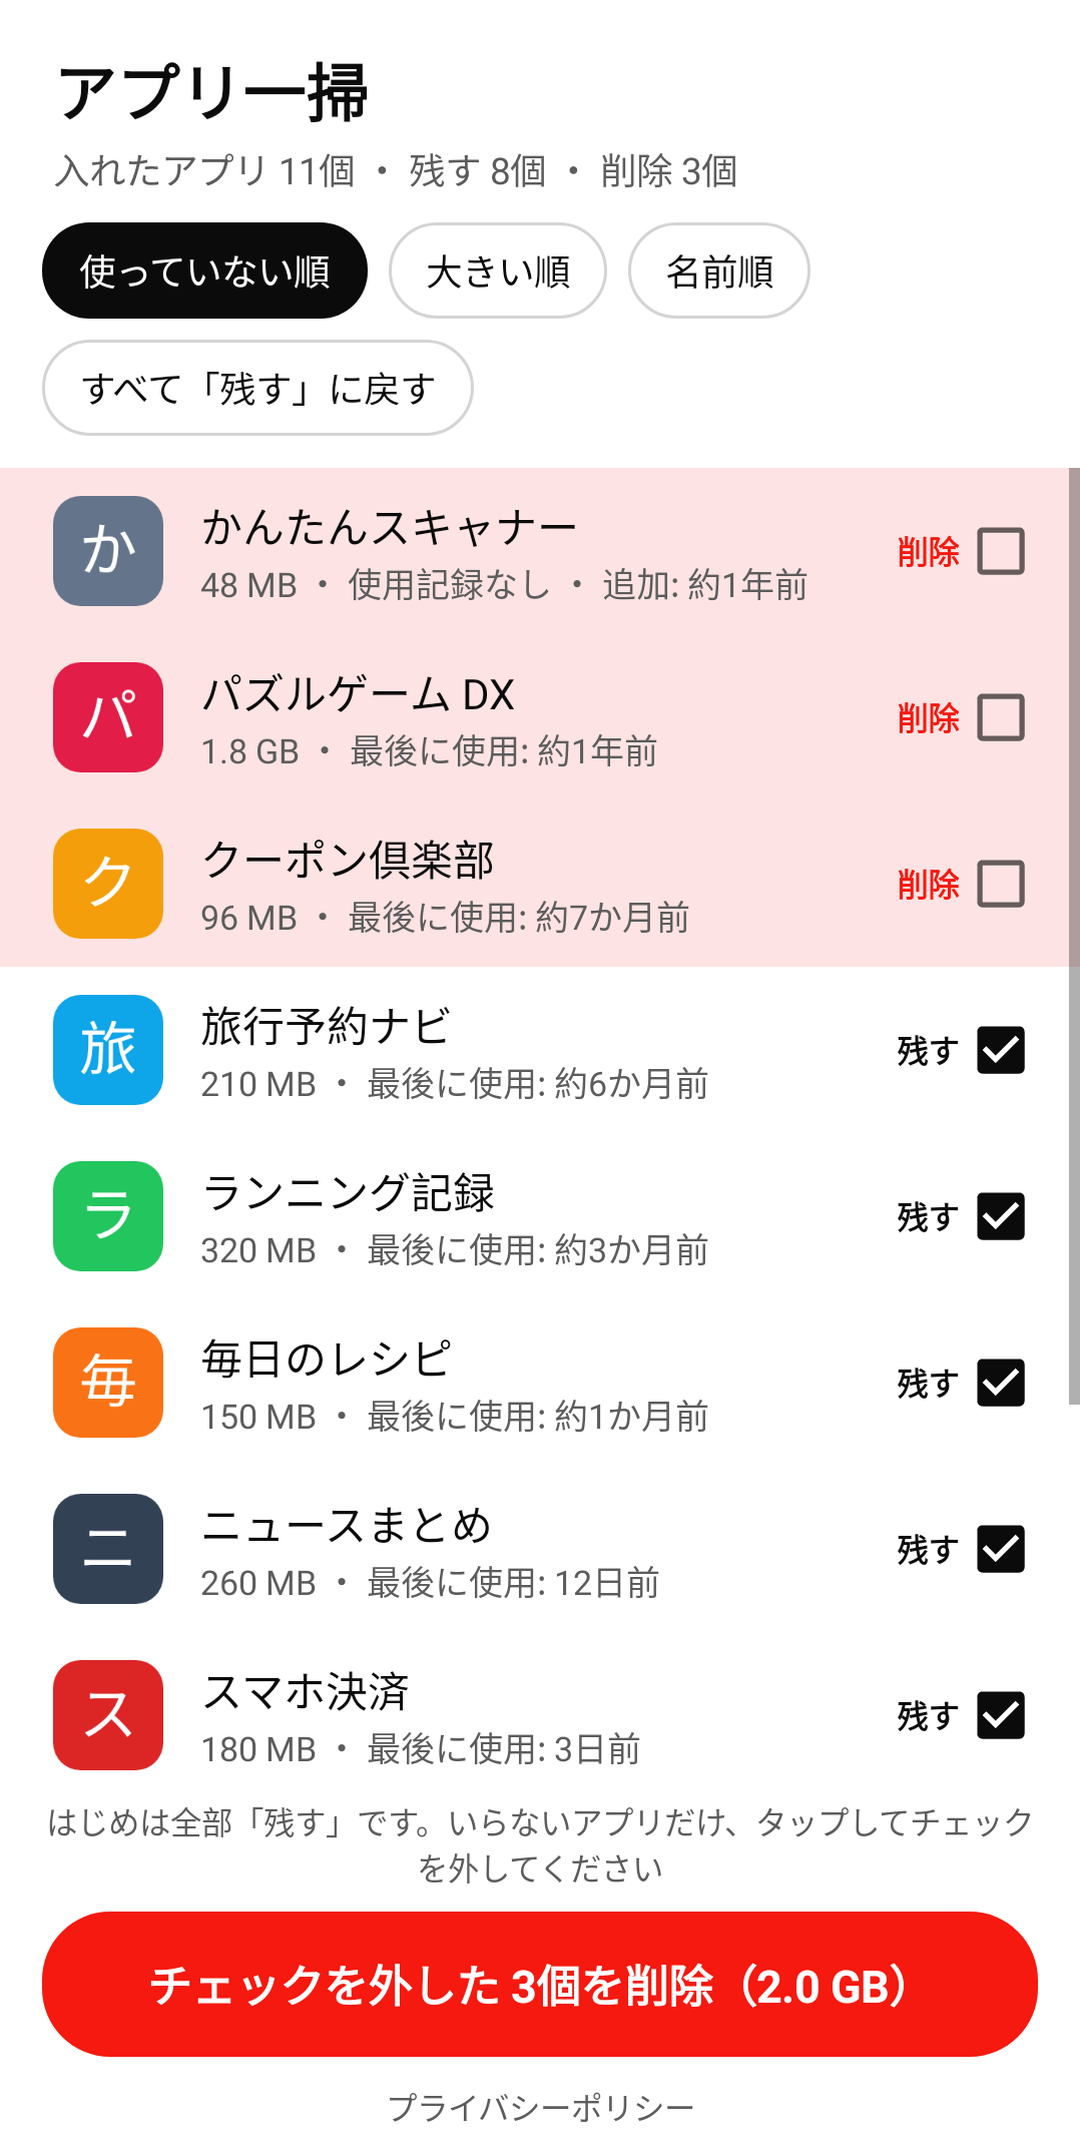 アプリ一掃
入れたアプリ 11個 ・ 残す 8個 ・ 削除 3個
使っていない順
大きい順
名前順
すべて「残す」に戻す
か
かんたんスキャナー
48 MB ・ 使用記録なし ・ 追加: 約1年前
削除
パ
パズルゲーム DX
1.8 GB ・ 最後に使用: 約1年前
削除
ク
クーポン倶楽部
96 MB ・ 最後に使用: 約7か月前
削除
旅
旅行予約ナビ
210 MB ・ 最後に使用: 約6か月前
残す
ラ
ランニング記録
320 MB ・ 最後に使用: 約3か月前
残す
毎
毎日のレシピ
150 MB ・ 最後に使用: 約1か月前
残す
ニ
ニュースまとめ
260 MB ・ 最後に使用: 12日前
残す
ス
スマホ決済
180 MB ・ 最後に使用: 3日前
残す
はじめは全部「残す」です。いらないアプリだけ、タップしてチェック
を外してください
チェックを外した 3個を削除（2.0 GB）
プライバシーポリシー